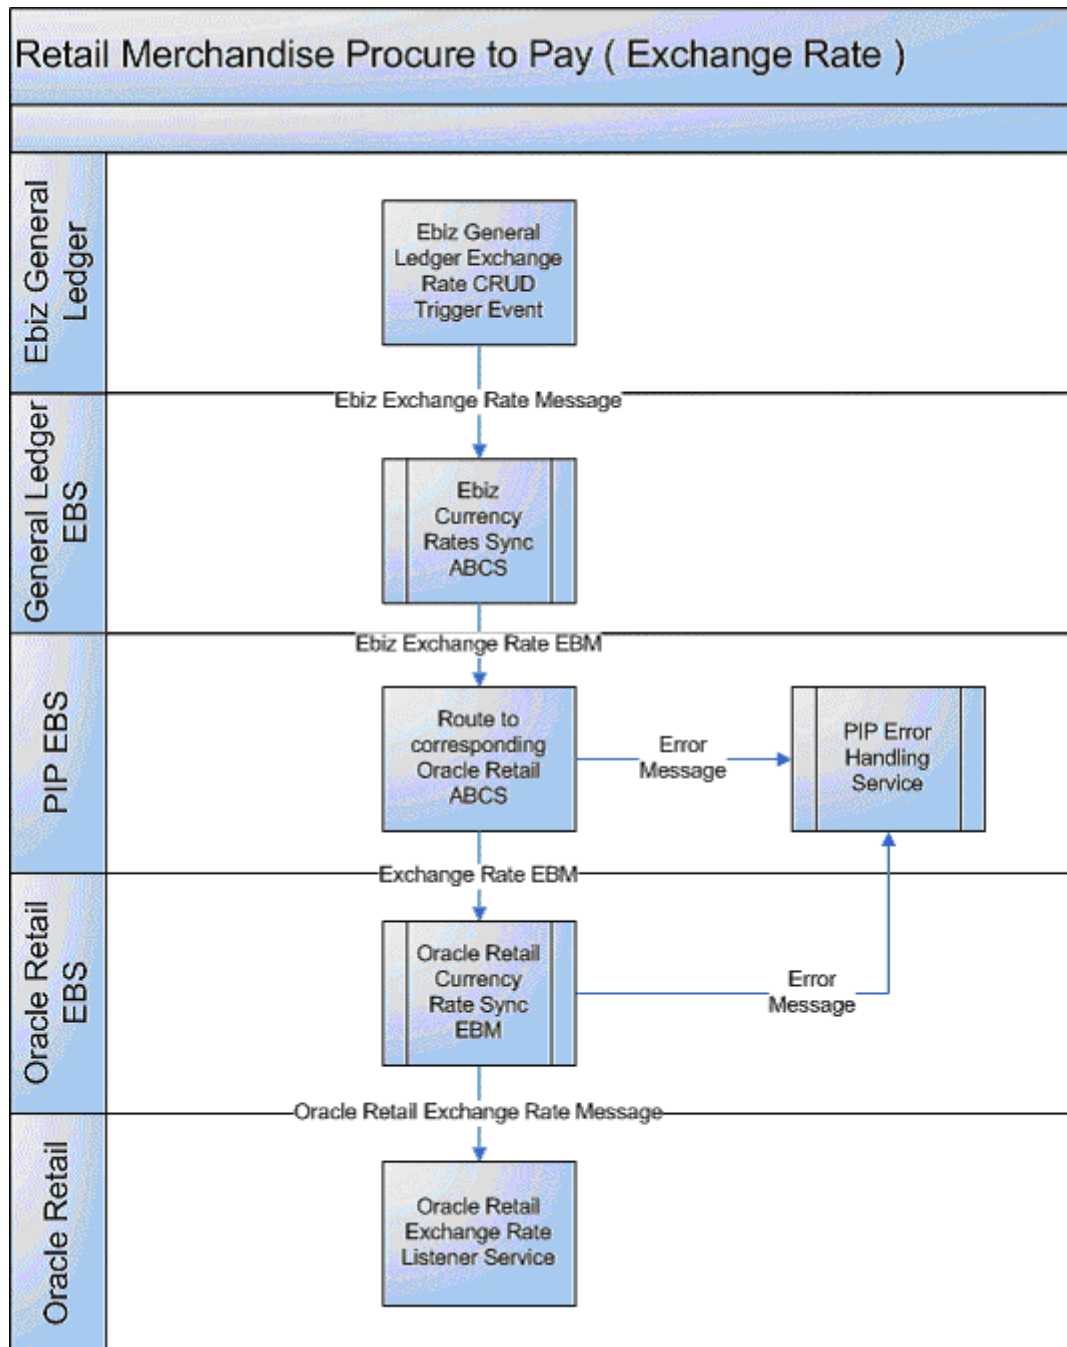 Retail Merchandise Procure to Pay ( Exchange Rate )
Ebiz General
Ledger
Ebiz General
Ledger Exchange
Rate CRUD
Trigger Event
Ebiz Exchange Rate Message
General Ledger
EBS
Ebiz
Currency
Rates Sync
ABCS
Ebiz Exchange Rate EBM
PIP EBS
Route to
corresponding
Oracle Retail
ABCS
Error
Message
PIP Error
Handling
Service
Exchange Rate EBM
Oracle Retail
EBS
Oracle Retail
Currency
Rate Sync
EBM
Error
Message
Oracle Retail Exchange Rate Message
Oracle Retail
Oracle Retail
Exchange Rate
Listener Service